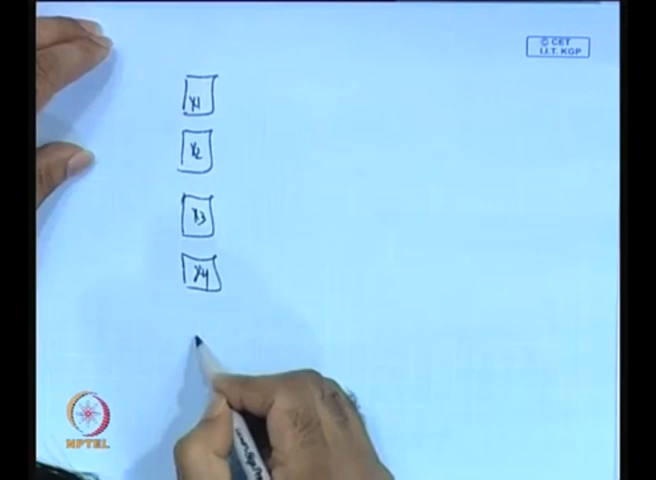 © CET
I.I.T. KGP
X1
X2
X3
X4
NPTEL